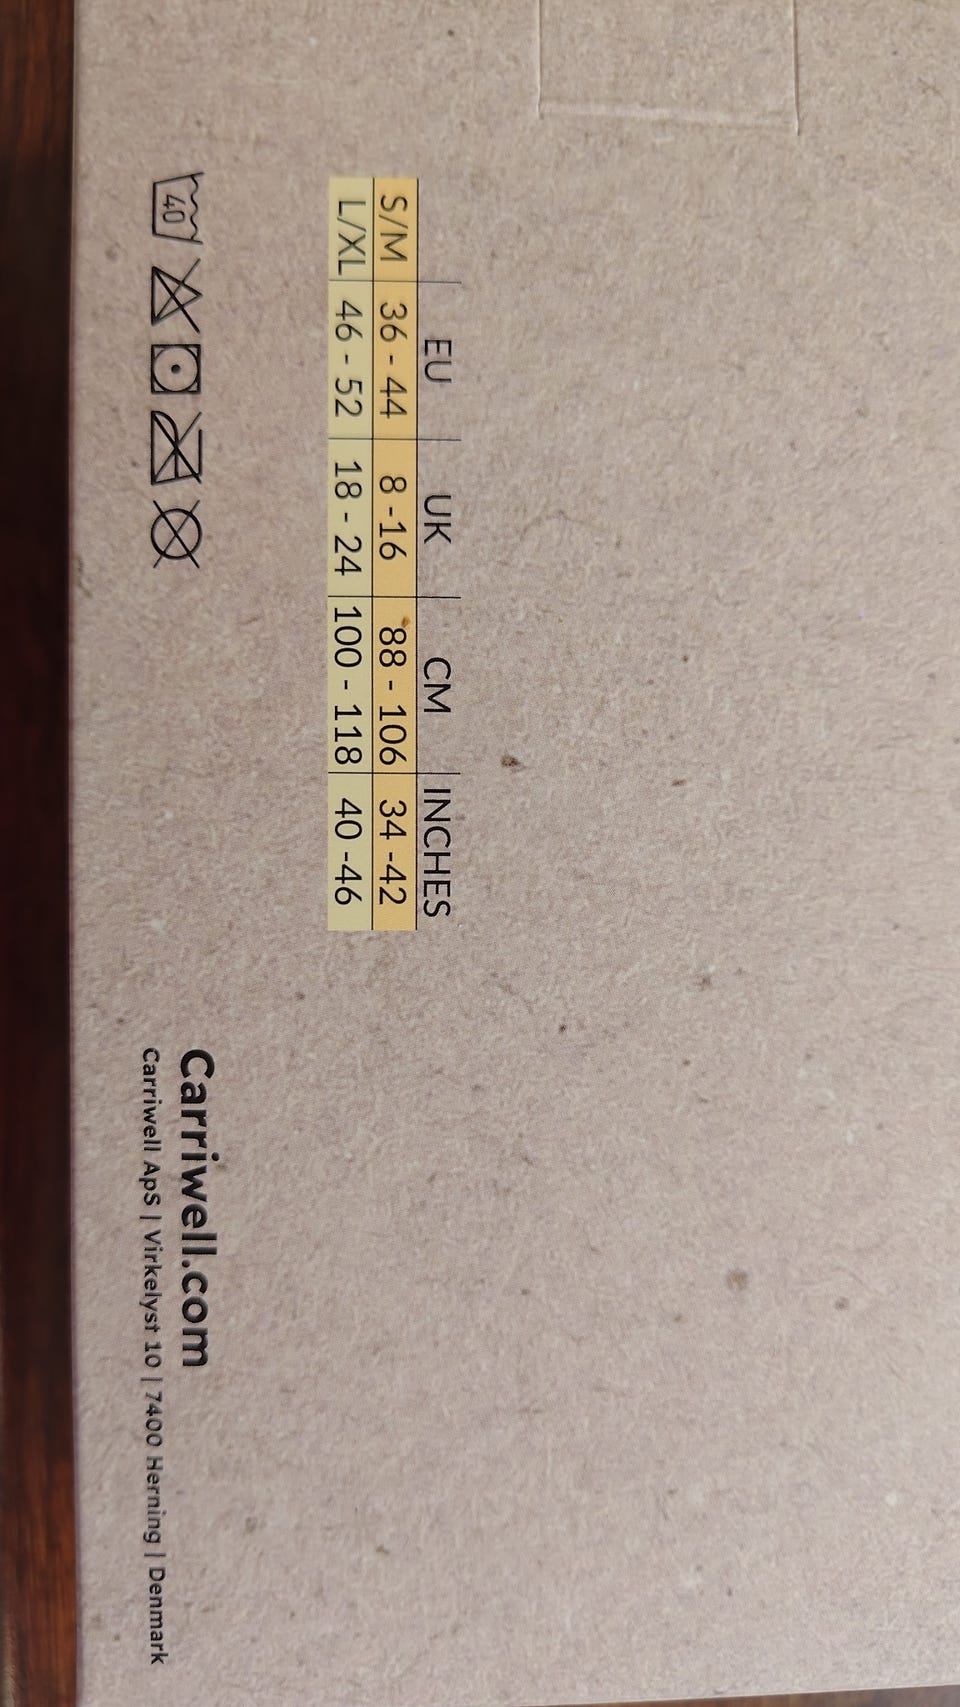 EU UK CM INCHES
S/M 36 - 44 8 -16 88 - 106 34 -42
L/XL 46 - 52 18 - 24 100 - 118 40 -46
40
Carriwell.com
Carriwell ApS | Virkelyst 10 | 7400 Herning | Denmark